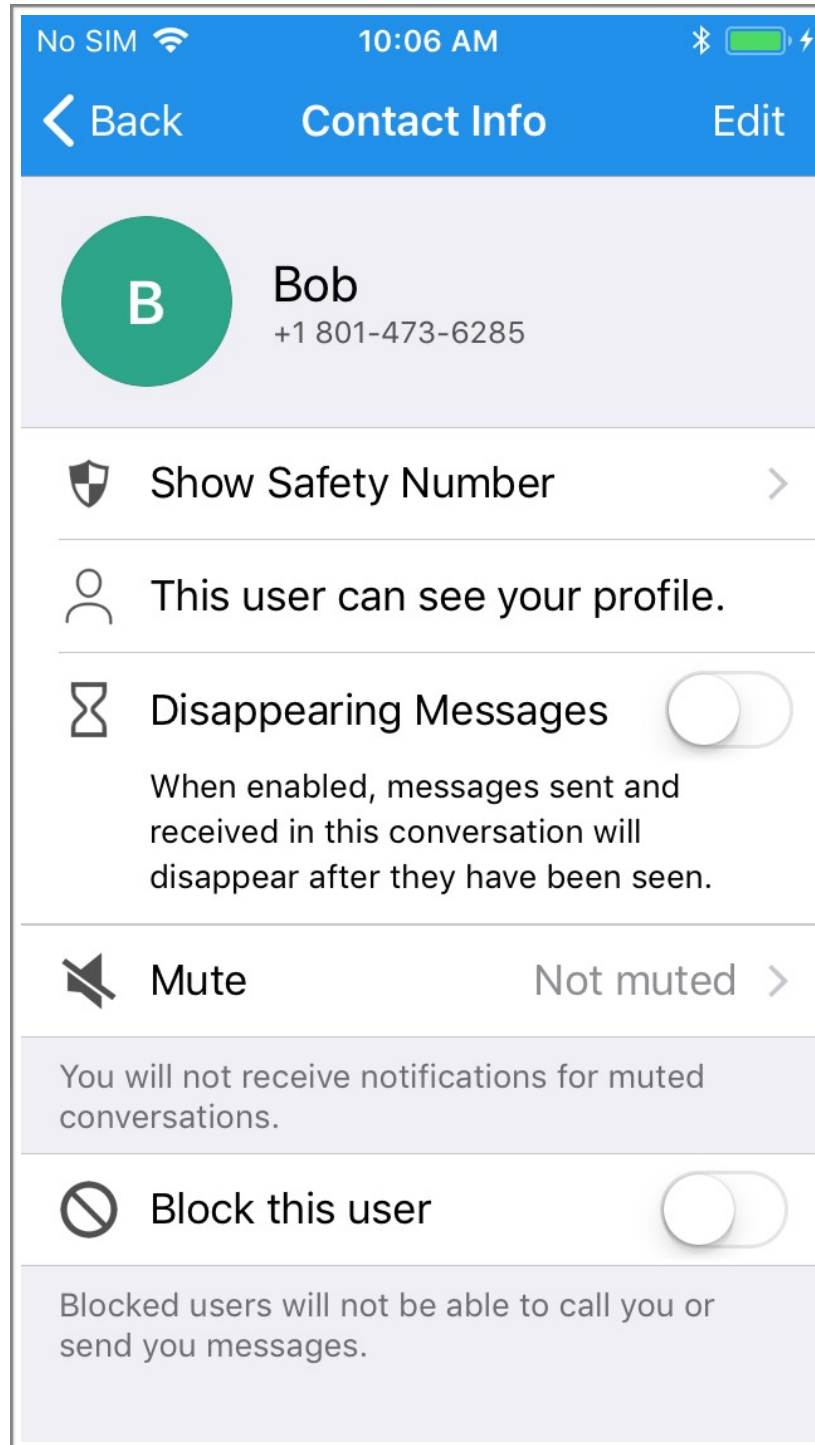 No SIM 10:06 AM
Back Contact Info Edit
B
Bob
+1 801-473-6285
Show Safety Number
This user can see your profile.
Disappearing Messages
When enabled, messages sent and
received in this conversation will
disappear after they have been seen.
Mute Not muted
You will not receive notifications for muted
conversations.
Block this user
Blocked users will not be able to call you or
send you messages.